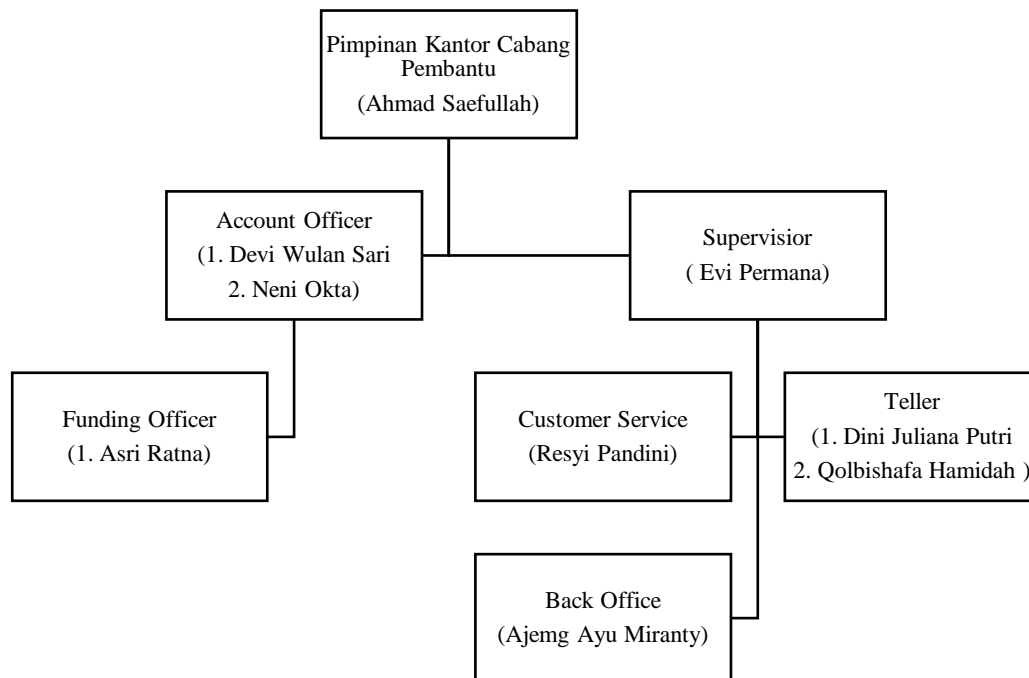 Pimpinan Kantor Cabang
Pembantu
(Ahmad Saefullah)
Account Officer
(1. Devi Wulan Sari
2. Neni Okta)
Supervisior
( Evi Permana)
Funding Officer
(1. Asri Ratna)
Customer Service
(Resyi Pandini)
Teller
(1. Dini Juliana Putri
2. Qolbishafa Hamidah )
Back Office
(Ajemg Ayu Miranty)